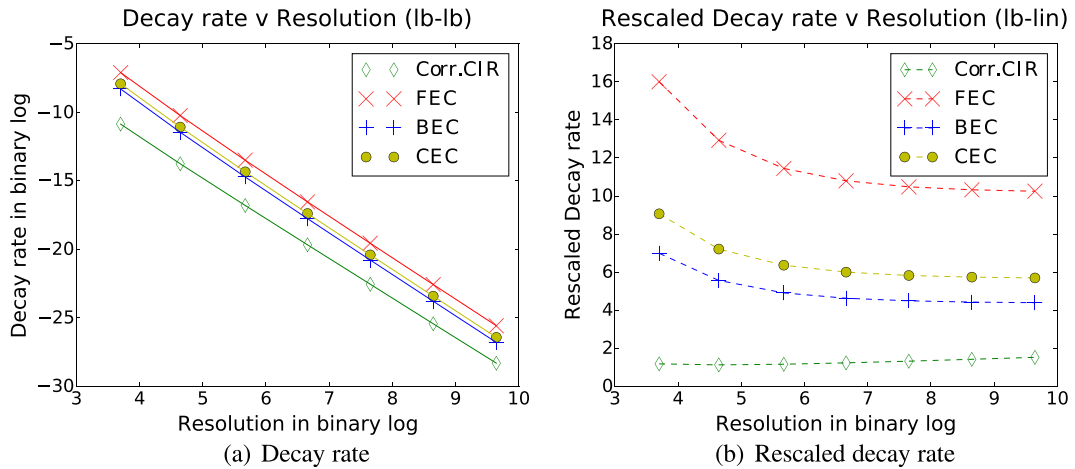 Decay rate v Resolution (lb-lb)
Decay rate in binary log
−5
−10
−15
−20
−25
−30
3 4 5 6 7 8 9 10
Corr.CIR
FEC
BEC
CEC
Resolution in binary log
(a) Decay rate
Rescaled Decay rate v Resolution (lb-lin)
Rescaled Decay rate
18
16
14
12
10
8
6
4
2
0
3 4 5 6 7 8 9 10
Corr.CIR
FEC
BEC
CEC
Resolution in binary log
(b) Rescaled decay rate